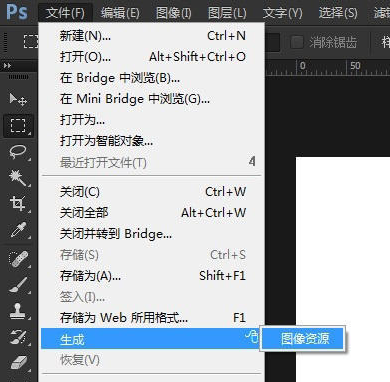 Ps 文件(F) 编辑(E) 图像(I) 图层(L) 文字(Y) 选择(S)
新建(N)... Ctrl+N
打开(O)... Alt+Shift+Ctrl+O
消除锯齿
在 Bridge 中浏览(B)...
在 Mini Bridge 中浏览(G)...
0 50
打开为...
打开为智能对象...
最近打开文件(T)
关闭(C) Ctrl+W
关闭全部 Alt+Ctrl+W
关闭并转到 Bridge...
存储(S) Ctrl+S
存储为(A)... Shift+F1
签入(I)...
存储为 Web 所用格式... F1
生成 图像资源
恢复(V)